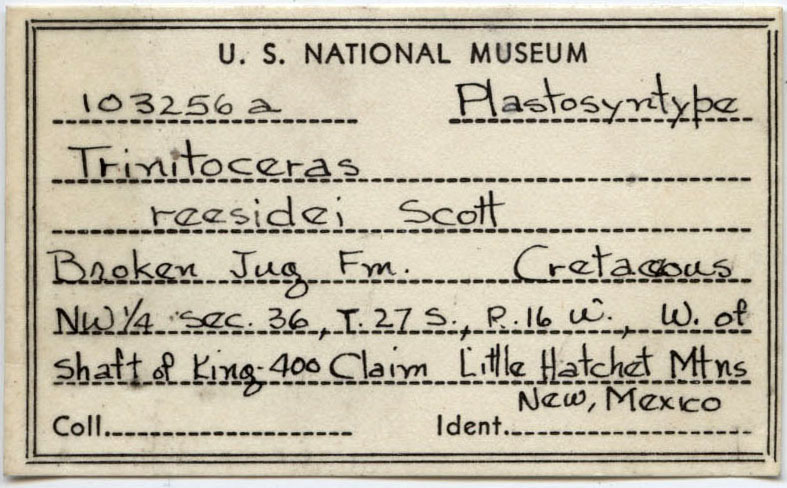 U. S. NATIONAL MUSEUM
103256a Plastosyntype
Trinitoceras
reesidei Scott
Broken Jug Fm. Cretaceous
NW 1/4 Sec. 36, T. 27 S., R. 16 W., W. of
Shaft of King-400 Claim Little Hatchet Mtns
New, Mexico
Coll. Ident.